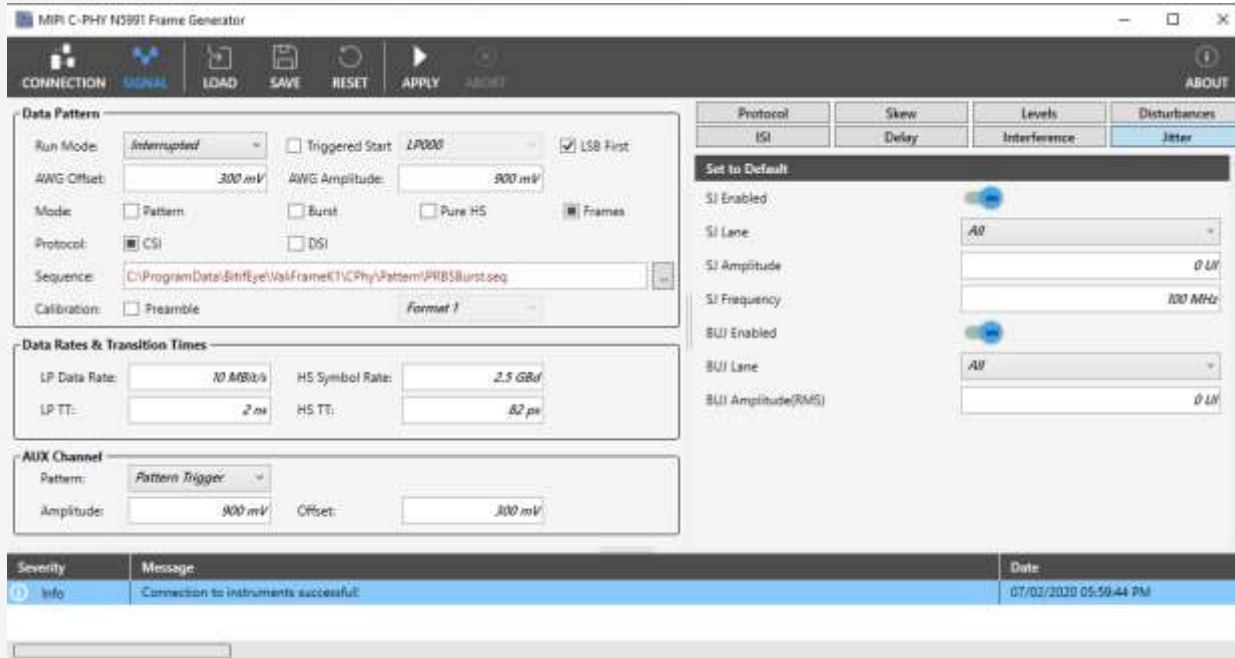 MIPI C-PHY N5991 Frame Generator
CONNECTION SIGNAL LOAD SAVE RESET APPLY ABORT ABOUT
Data Pattern
Run Mode: Interrupted Triggered Start LP000 LSB First
AWG Offset: 300 mV AWG Amplitude: 900 mV
Mode: Pattern Burst Pure HS Frames
Protocol: CSI DSI
Sequence: C:\ProgramData\BitifEye\ValiFrameK1\CPhy\Pattern\PRBSBurst.seq ...
Calibration: Preamble Format 1
Data Rates & Transition Times
LP Data Rate: 10 MBit/s HS Symbol Rate: 2.5 GBd
LP TT: 2 ns HS TT: 82 ps
AUX Channel
Pattern: Pattern Trigger
Amplitude: 900 mV Offset: 300 mV
Protocol Skew Levels Disturbances
ISI Delay Interference Jitter
Set to Default
SJ Enabled
SJ Lane All
SJ Amplitude 0 UI
SJ Frequency 100 MHz
BUJ Enabled
BUJ Lane All
BUJ Amplitude(RMS) 0 UI
Severity Message Date
Info Connection to instruments successful! 07/02/2020 05:59:44 PM